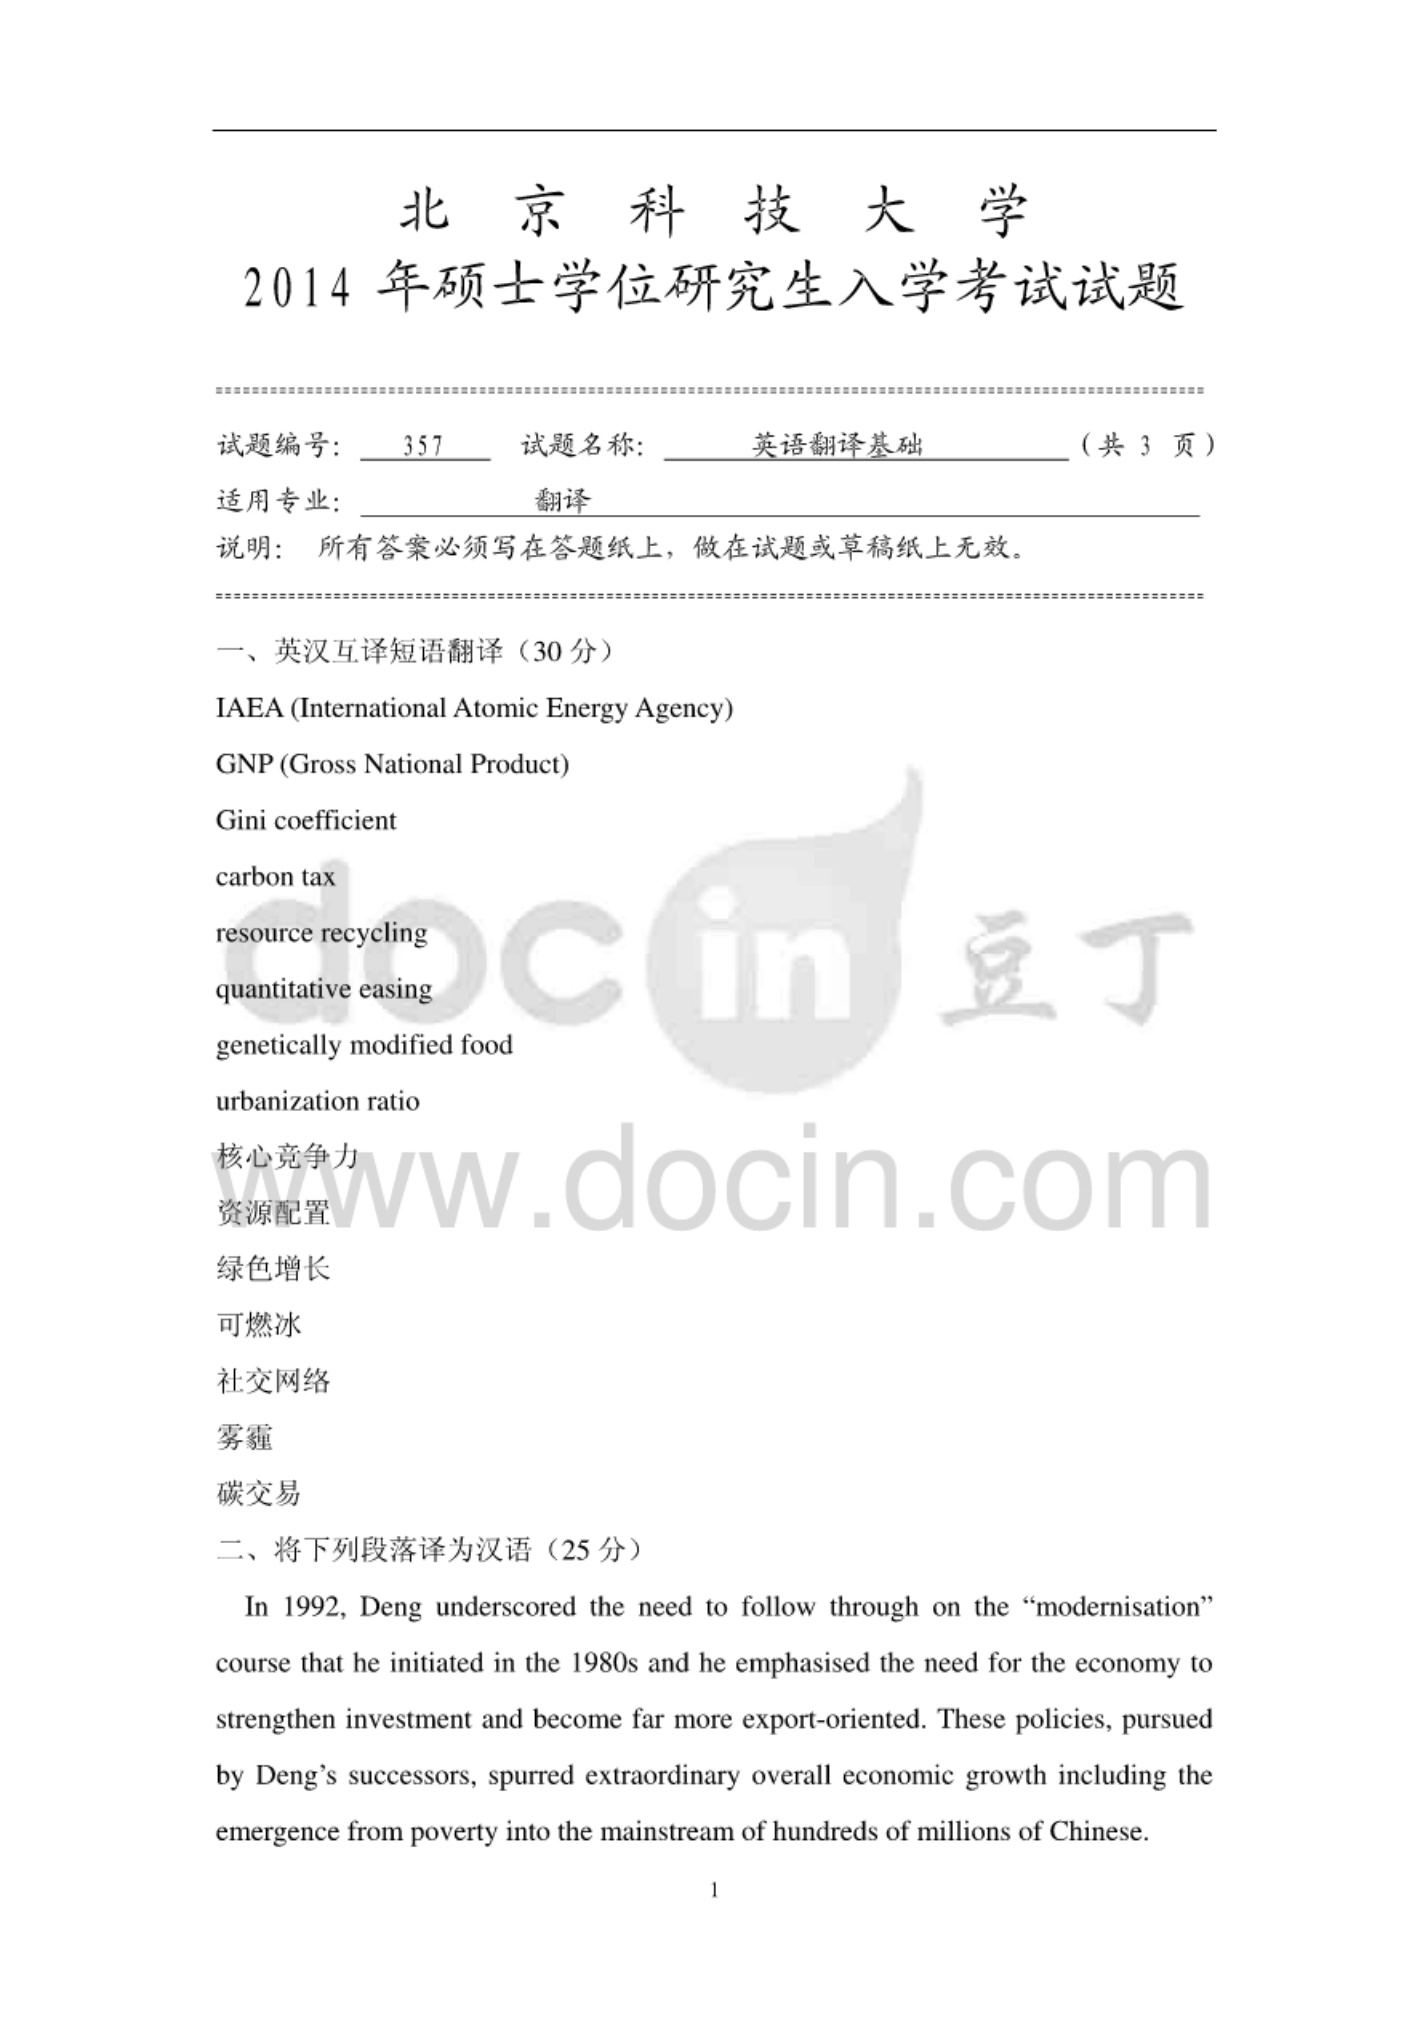 北 京 科 技 大 学
2014 年硕士学位研究生入学考试试题
试题编号： 357 试题名称： 英语翻译基础 （共 3 页）
适用专业： 翻译
说明： 所有答案必须写在答题纸上，做在试题或草稿纸上无效。
一、英汉互译短语翻译（30 分）
IAEA (International Atomic Energy Agency)
GNP (Gross National Product)
Gini coefficient
carbon tax
resource recycling
quantitative easing
genetically modified food
urbanization ratio
核心竞争力
资源配置
绿色增长
可燃冰
社交网络
雾霾
碳交易
二、将下列段落译为汉语（25 分）
In 1992, Deng underscored the need to follow through on the “modernisation”
course that he initiated in the 1980s and he emphasised the need for the economy to
strengthen investment and become far more export-oriented. These policies, pursued
by Deng’s successors, spurred extraordinary overall economic growth including the
emergence from poverty into the mainstream of hundreds of millions of Chinese.
1
docin 豆丁
www.docin.com